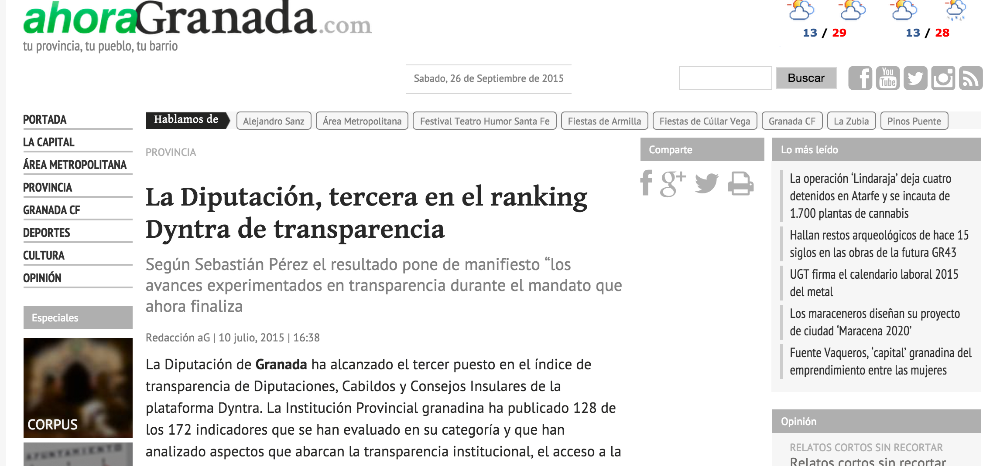 ahoraGranada.com
tu provincia, tu pueblo, tu barrio
13 / 29
13 / 28
Sabado, 26 de Septiembre de 2015
Buscar
You
Tube
PORTADA
LA CAPITAL
ÁREA METROPOLITANA
PROVINCIA
GRANADA CF
DEPORTES
CULTURA
OPINIÓN
Especiales
CORPUS
AYUNTAMIENTO
Hablamos de
Alejandro Sanz
Área Metropolitana
Festival Teatro Humor Santa Fe
Fiestas de Armilla
Fiestas de Cúllar Vega
Granada CF
La Zubia
Pinos Puente
PROVINCIA
La Diputación, tercera en el ranking
Dyntra de transparencia
Según Sebastián Pérez el resultado pone de manifiesto “los
avances experimentados en transparencia durante el mandato que
ahora finaliza
Redacción aG | 10 julio, 2015 | 16:38
La Diputación de Granada ha alcanzado el tercer puesto en el índice de
transparencia de Diputaciones, Cabildos y Consejos Insulares de la
plataforma Dyntra. La Institución Provincial granadina ha publicado 128 de
los 172 indicadores que se han evaluado en su categoría y que han
analizado aspectos que abarcan la transparencia institucional, el acceso a la
Comparte
Lo más leído
La operación ‘Lindaraja’ deja cuatro
detenidos en Atarfe y se incauta de
1.700 plantas de cannabis
Hallan restos arqueológicos de hace 15
siglos en las obras de la futura GR43
UGT firma el calendario laboral 2015
del metal
Los maraceneros diseñan su proyecto
de ciudad ‘Maracena 2020’
Fuente Vaqueros, ‘capital’ granadina del
emprendimiento entre las mujeres
Opinión
RELATOS CORTOS SIN RECORTAR
Relatos cortos sin recortar